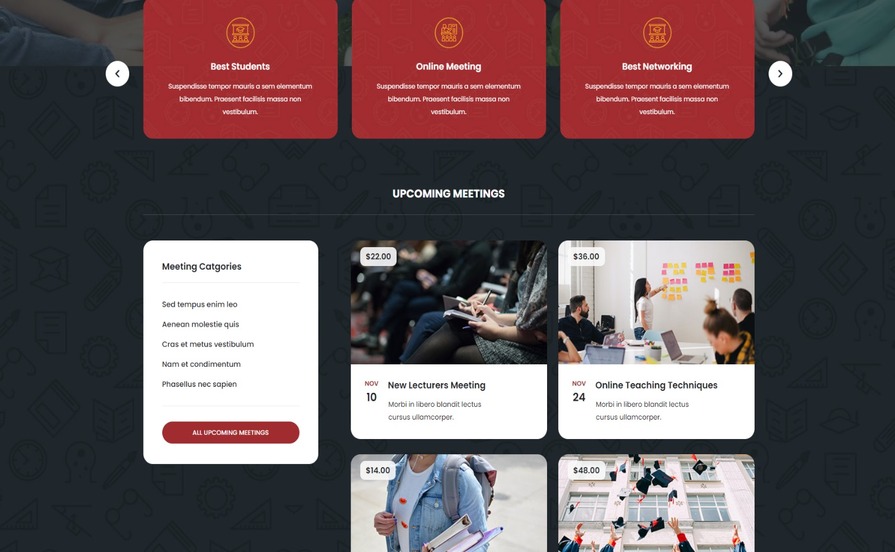 Best Students
Suspendisse tempor mauris a sem elementum
bibendum. Praesent facilisis massa non
vestibulum.
Online Meeting
Suspendisse tempor mauris a sem elementum
bibendum. Praesent facilisis massa non
vestibulum.
Best Networking
Suspendisse tempor mauris a sem elementum
bibendum. Praesent facilisis massa non
vestibulum.
UPCOMING MEETINGS
Meeting Catgories
Sed tempus enim leo
Aenean molestie quis
Cras et metus vestibulum
Nam et condimentum
Phasellus nec sapien
ALL UPCOMING MEETINGS
$22.00
NOV
10
New Lecturers Meeting
Morbi in libero blandit lectus
cursus ullamcorper.
$36.00
NOV
24
Online Teaching Techniques
Morbi in libero blandit lectus
cursus ullamcorper.
$14.00
$48.00